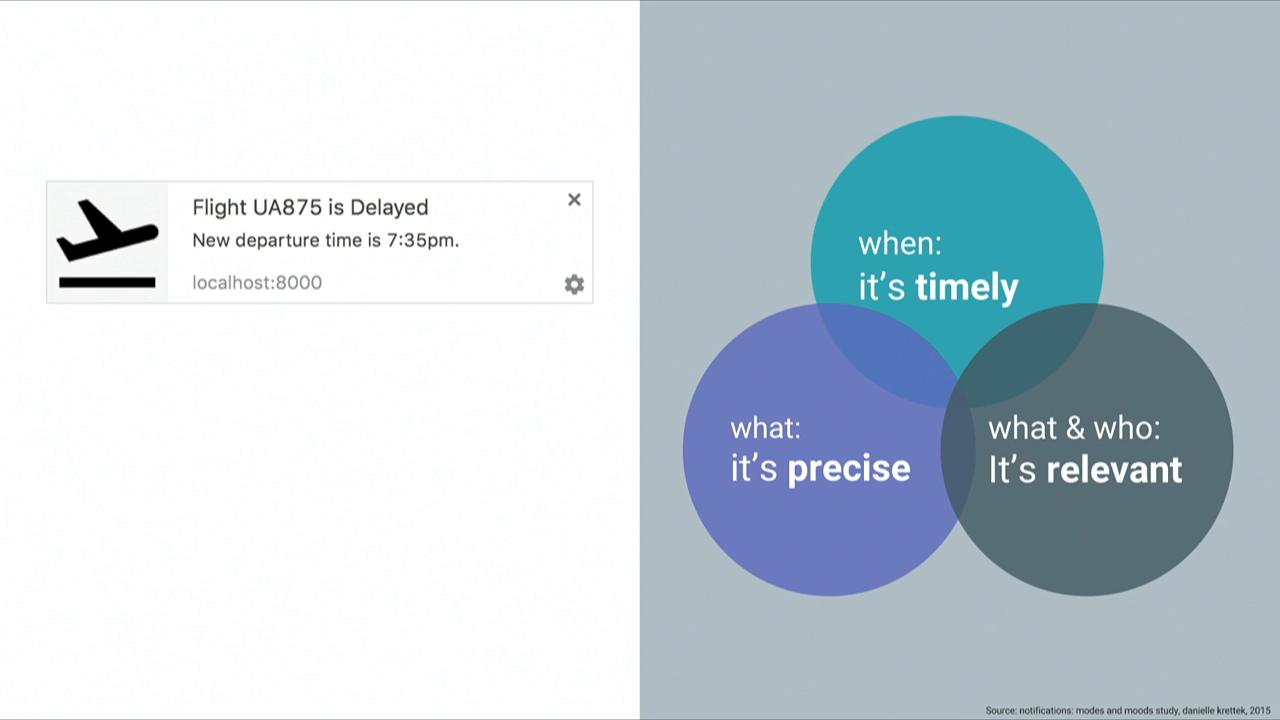 Flight UA875 is Delayed
New departure time is 7:35pm.
localhost:8000
when:
it’s timely
what:
it’s precise
what & who:
It’s relevant
Source: notifications: modes and moods study, danielle krettek, 2015